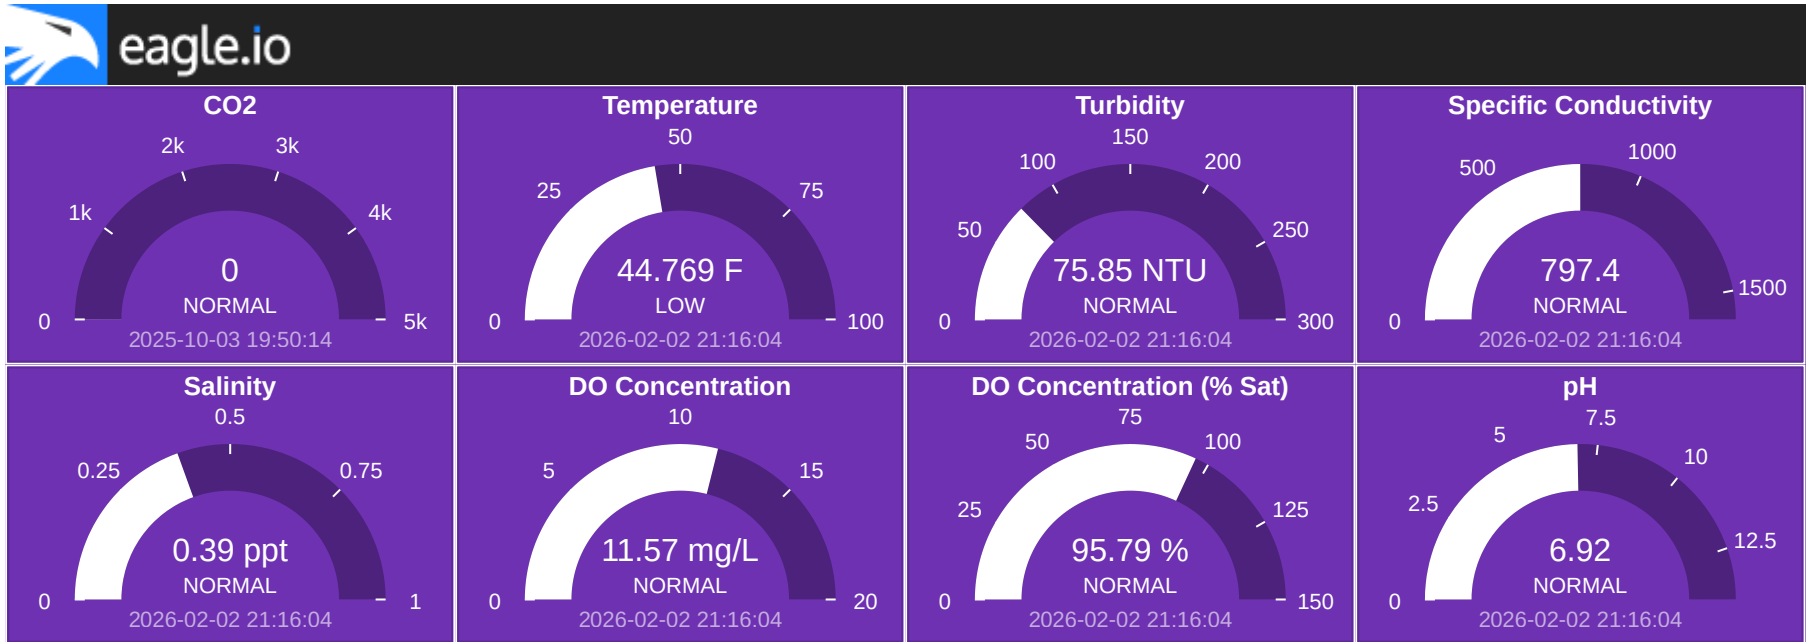 eagle.io
CO2
2k
3k
1k
4k
0
NORMAL
0
5k
2025-10-03 19:50:14
Temperature
50
25
75
44.769 F
LOW
0
100
2026-02-02 21:16:04
Turbidity
150
100
200
50
250
75.85 NTU
NORMAL
0
300
2026-02-02 21:16:04
Specific Conductivity
1000
500
797.4
1500
NORMAL
0
2026-02-02 21:16:04
Salinity
0.5
0.25
0.75
0.39 ppt
NORMAL
0
1
2026-02-02 21:16:04
DO Concentration
10
5
15
11.57 mg/L
NORMAL
0
20
2026-02-02 21:16:04
DO Concentration (% Sat)
75
50
100
25
125
95.79 %
NORMAL
0
150
2026-02-02 21:16:04
pH
7.5
5
10
2.5
12.5
6.92
NORMAL
0
2026-02-02 21:16:04